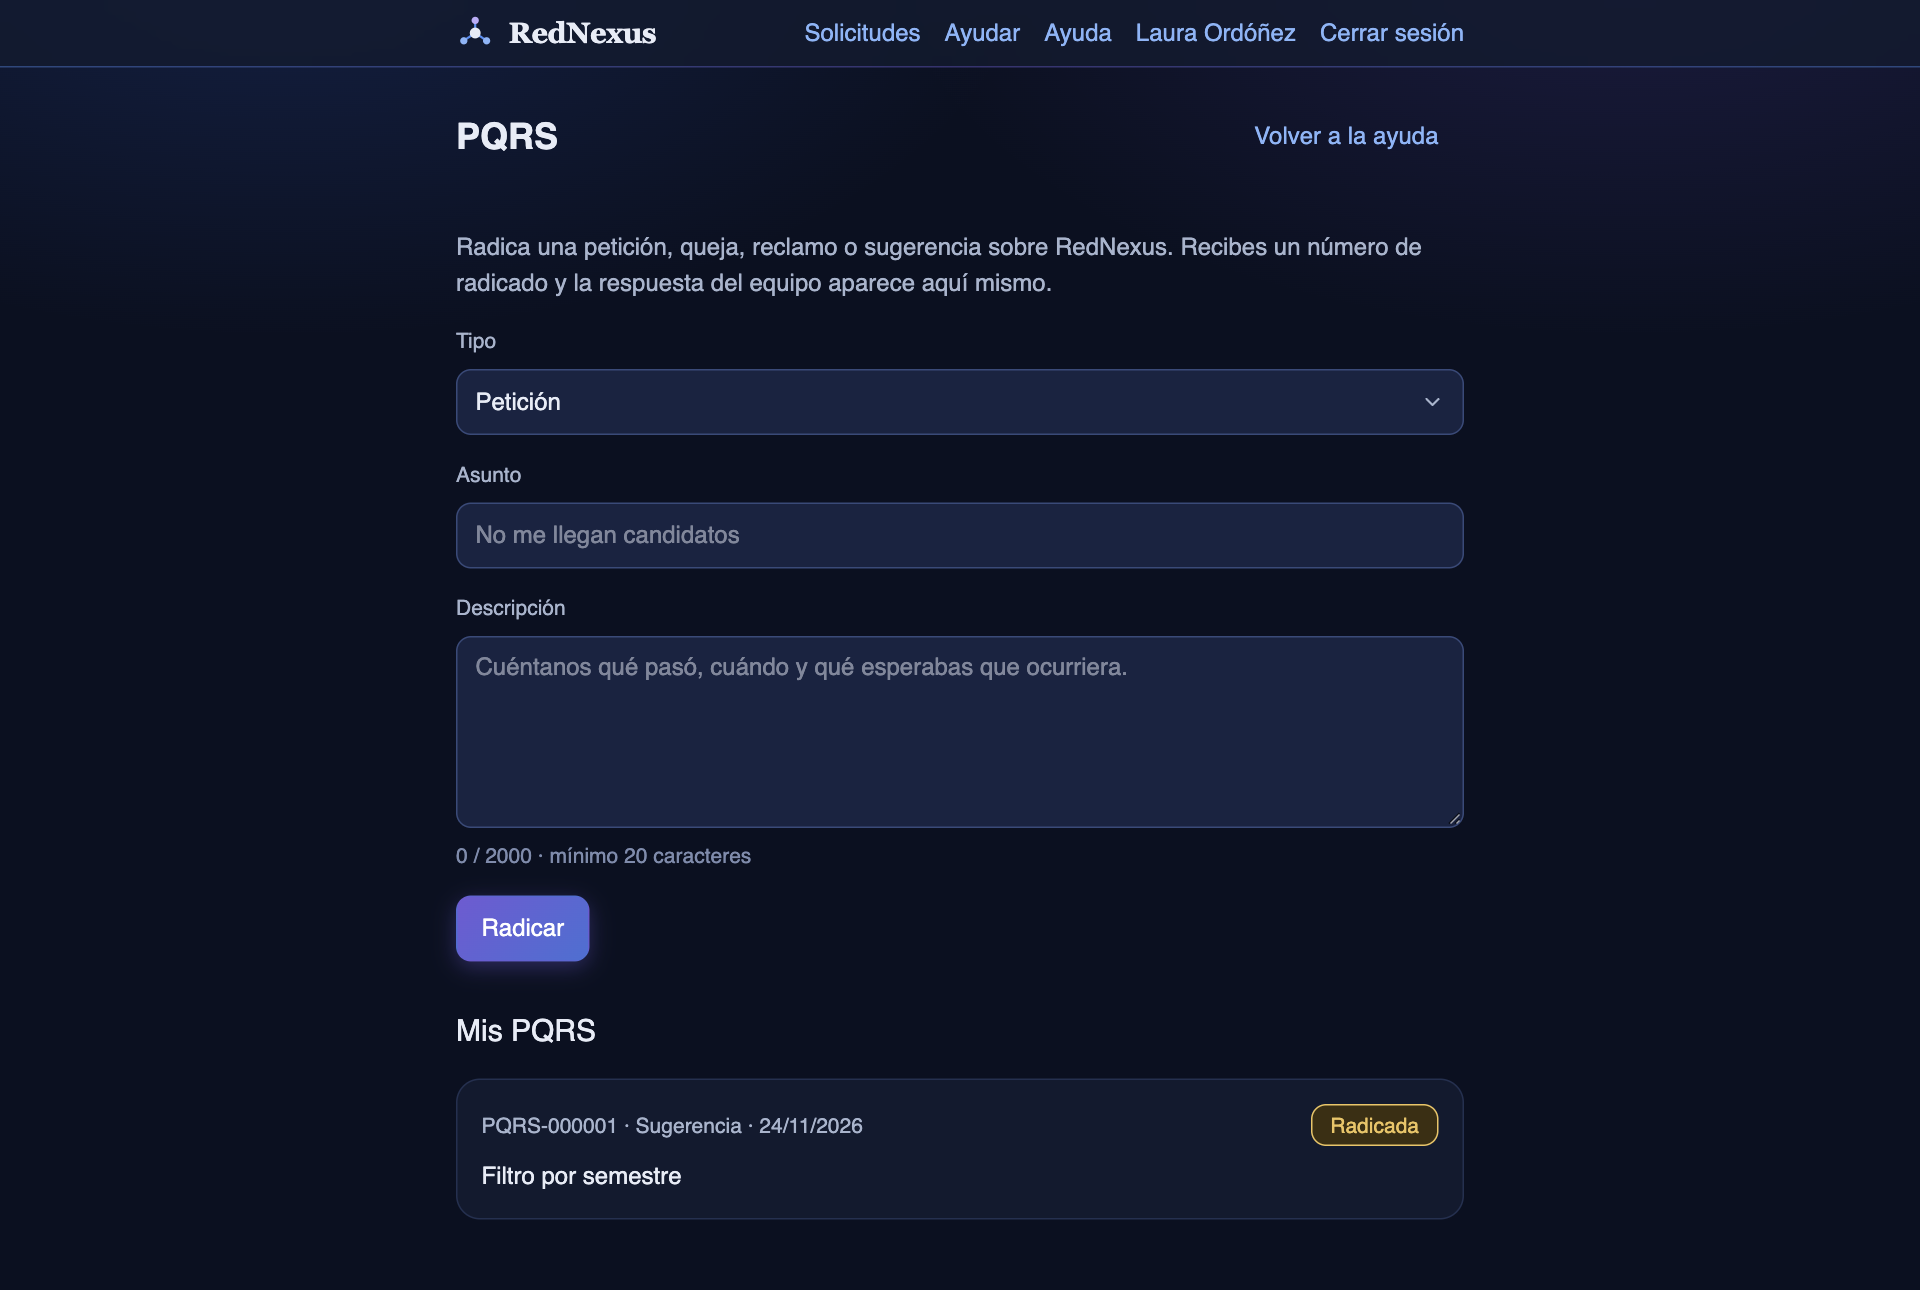 RedNexus
Solicitudes Ayudar Ayuda Laura Ordóñez Cerrar sesión
PQRS
Volver a la ayuda
Radica una petición, queja, reclamo o sugerencia sobre RedNexus. Recibes un número de
radicado y la respuesta del equipo aparece aquí mismo.
Tipo
Petición
Asunto
No me llegan candidatos
Descripción
Cuéntanos qué pasó, cuándo y qué esperabas que ocurriera.
0 / 2000 · mínimo 20 caracteres
Radicar
Mis PQRS
PQRS-000001 · Sugerencia · 24/11/2026
Radicada
Filtro por semestre